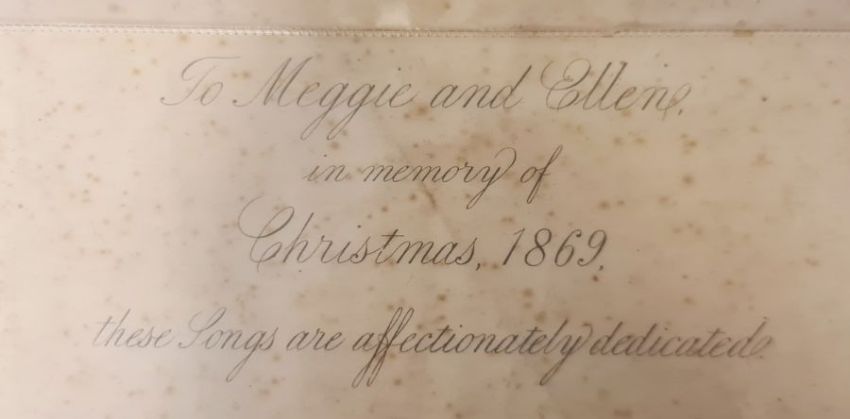 To Meggie and Ellen.
in memory of
Christmas, 1869.
these Songs are affectionately dedicated.